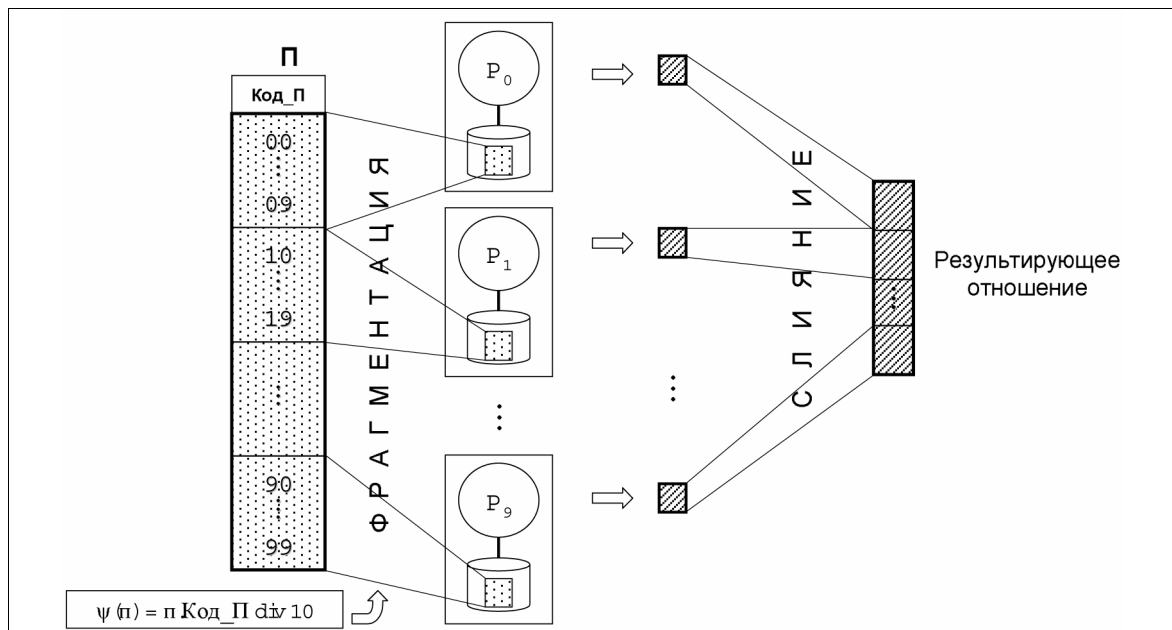 П
Код_П
00
09
10
19
90
99
ФРАГМЕНТАЦИЯ
P0
P1
P9
СЛИЯНИЕ
Результирующее
отношение
ψ(п) = п.Код_П div 10